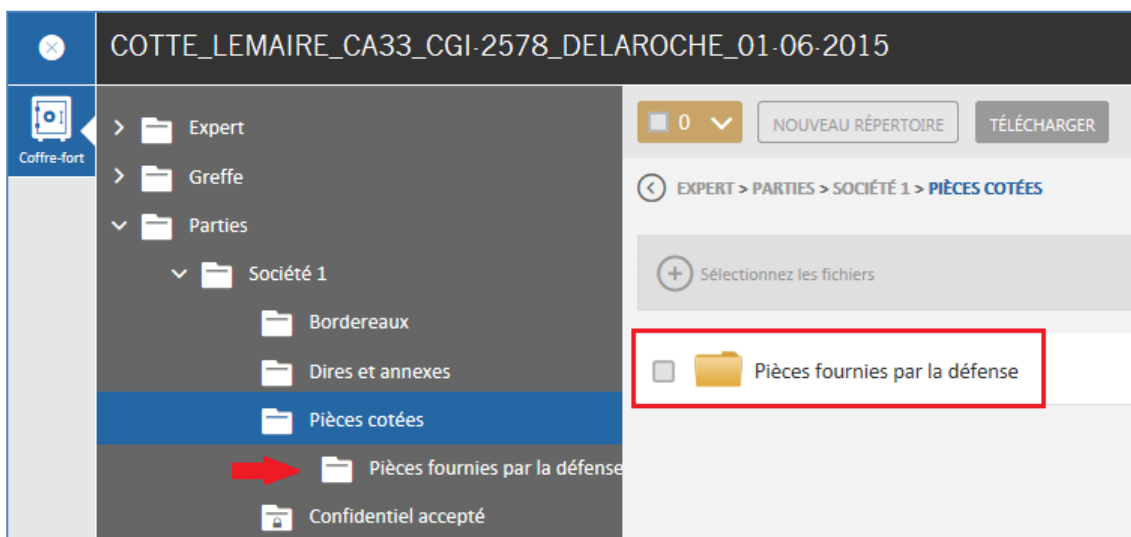 COTTE_LEMAIRE_CA33_CGI-2578_DELAROCHE_01-06-2015
Coffre-fort
Expert
Greffe
Parties
Société 1
Bordereaux
Dires et annexes
Pièces cotées
Pièces fournies par la défense
Confidentiel accepté
0
NOUVEAU RÉPERTOIRE
TÉLÉCHARGER
EXPERT > PARTIES > SOCIÉTÉ 1 > PIÈCES COTÉES
Sélectionnez les fichiers
Pièces fournies par la défense